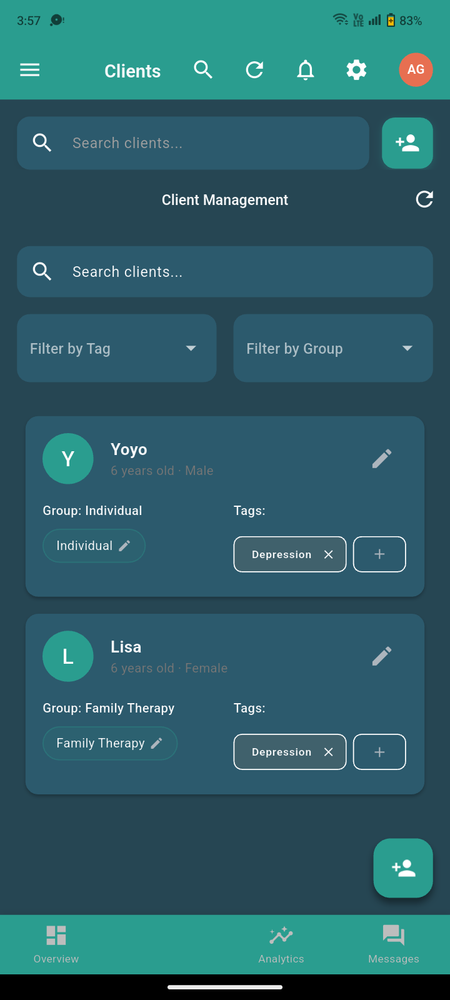 3:57
Vo LTE
83%
Clients
AG
Search clients...
Client Management
Search clients...
Filter by Tag
Filter by Group
Y
Yoyo
6 years old · Male
Group: Individual
Tags:
Individual
Depression
L
Lisa
6 years old · Female
Group: Family Therapy
Tags:
Family Therapy
Depression
Overview
Analytics
Messages